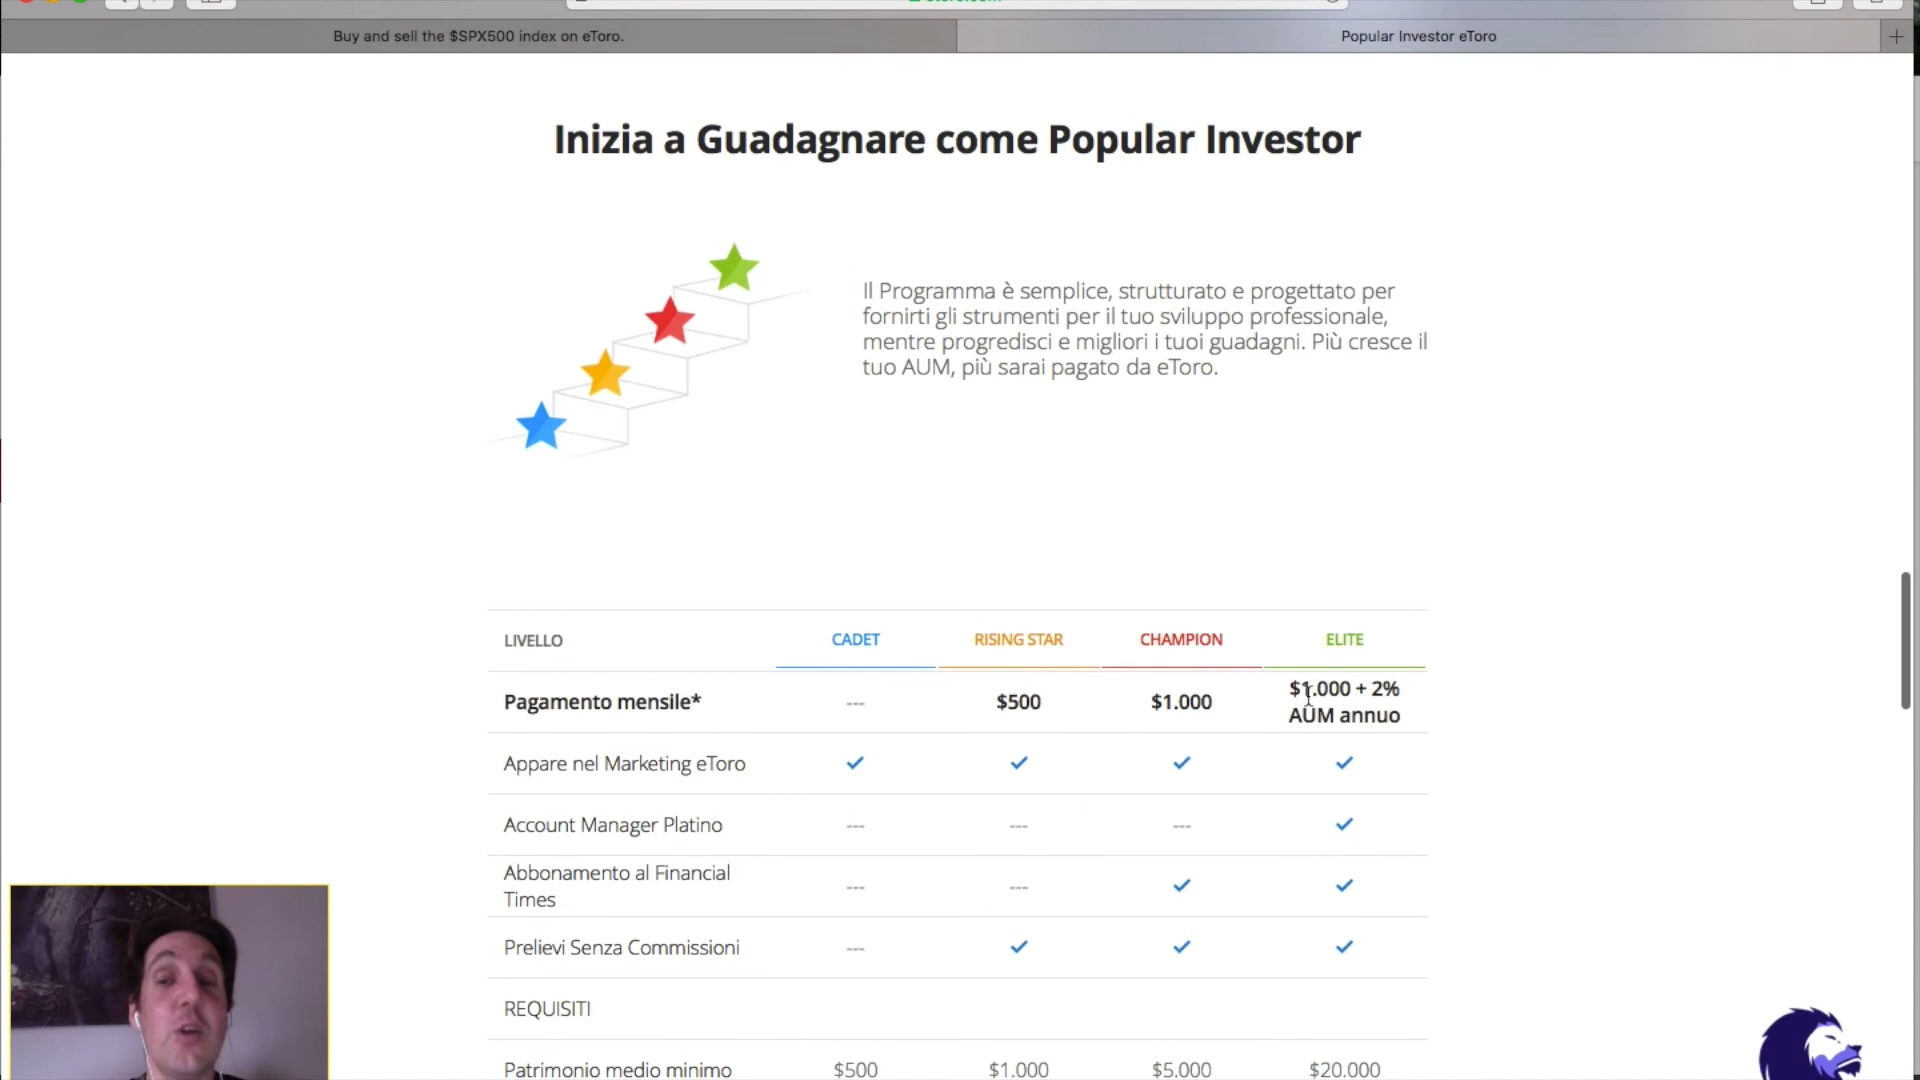 Buy and sell the $SPX500 index on eToro.
Popular Investor eToro
Inizia a Guadagnare come Popular Investor
Il Programma è semplice, strutturato e progettato per
fornirti gli strumenti per il tuo sviluppo professionale,
mentre progredisci e migliori i tuoi guadagni. Più cresce il
tuo AUM, più sarai pagato da eToro.
LIVELLO CADET RISING STAR CHAMPION ELITE
Pagamento mensile* --- $500 $1.000 $1.000 + 2%
AUM annuo
Appare nel Marketing eToro
Account Manager Platino --- --- ---
Abbonamento al Financial
Times --- ---
Prelievi Senza Commissioni ---
REQUISITI
Patrimonio medio minimo $500 $1.000 $5.000 $20.000